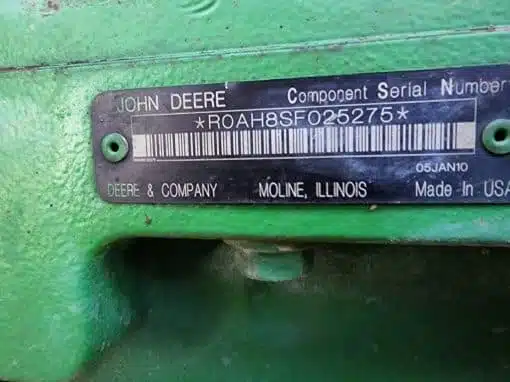 JOHN DEERE Component Serial Number
*R0AH8SF025275*
05JAN10
DEERE & COMPANY MOLINE, ILLINOIS Made In USA